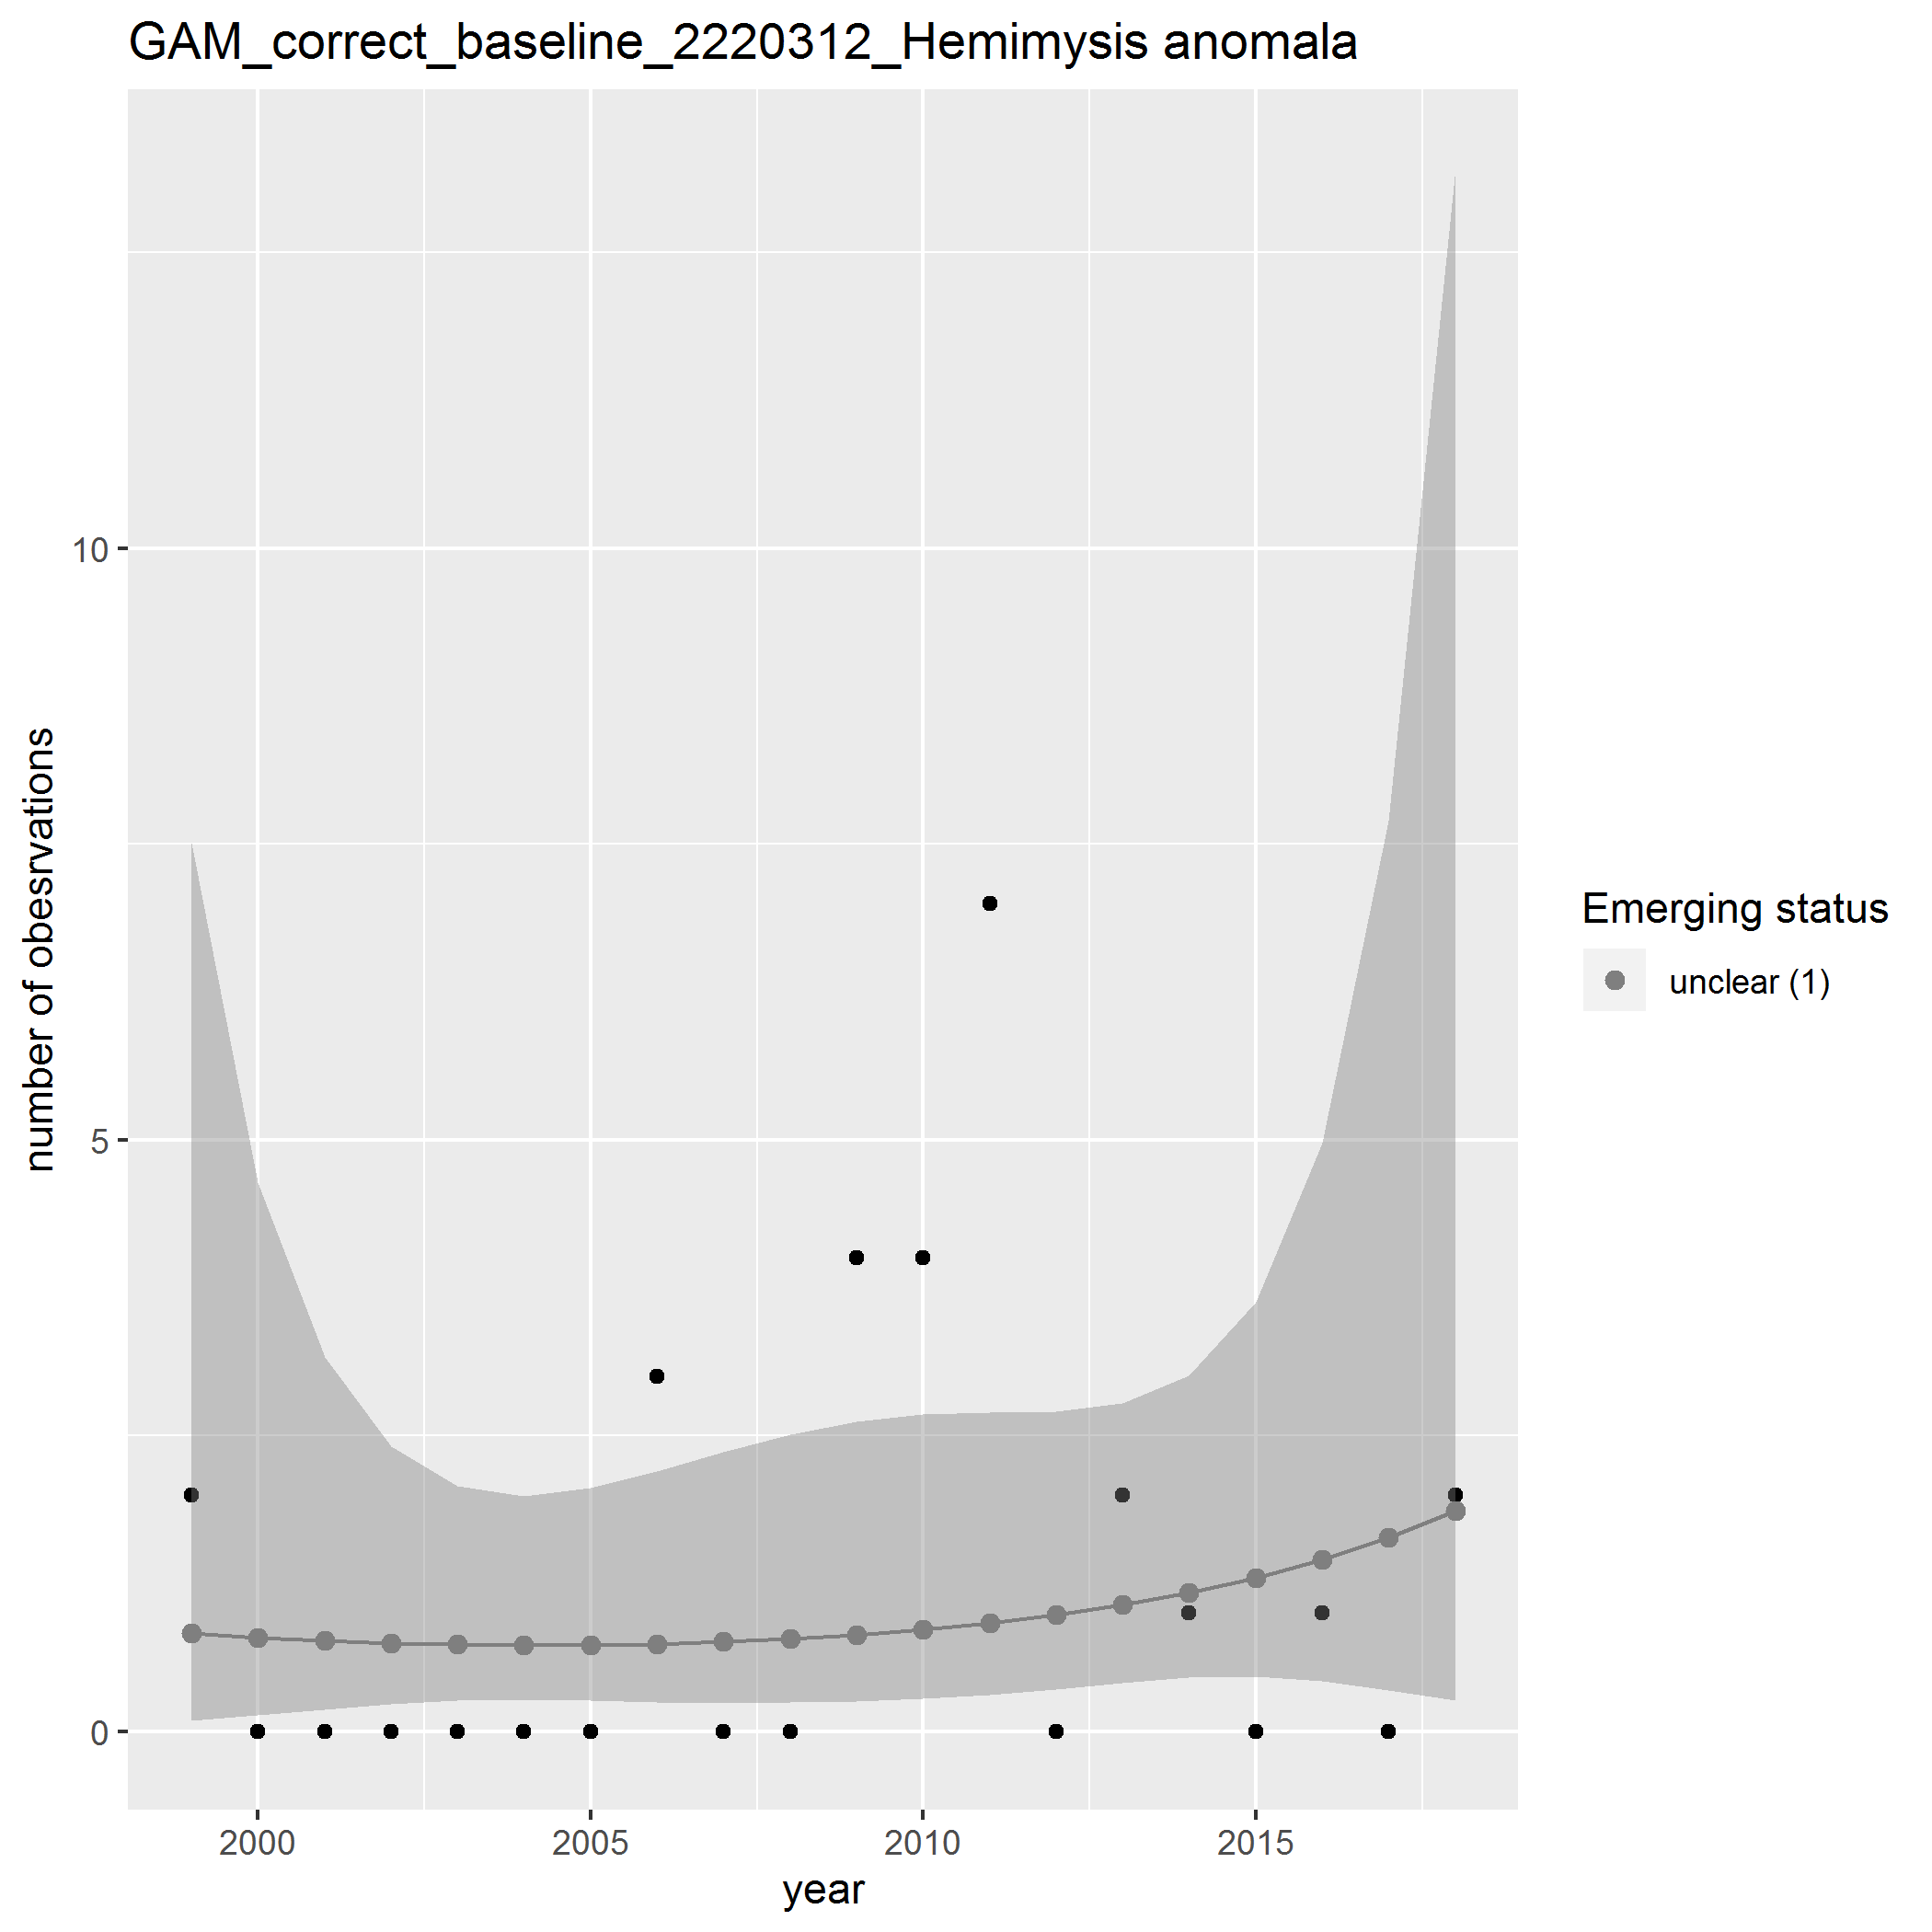 GAM_correct_baseline_2220312_Hemimysis anomala
number of obesrvations
10
5
0
2000 2005 2010 2015
year
Emerging status
unclear (1)